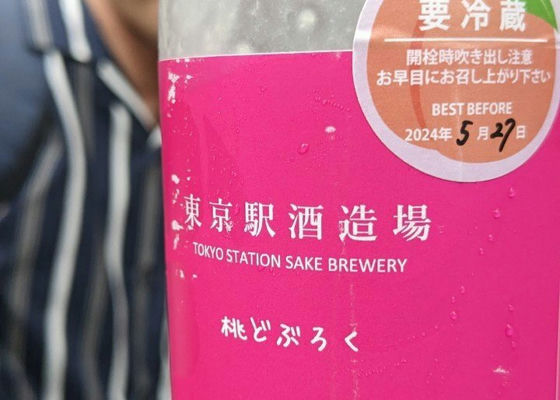 要冷蔵
開栓時吹き出し注意
お早目にお召し上がり下さい
BEST BEFORE
2024年5月27日
東京駅酒造場
TOKYO STATION SAKE BREWERY
桃どぶろく